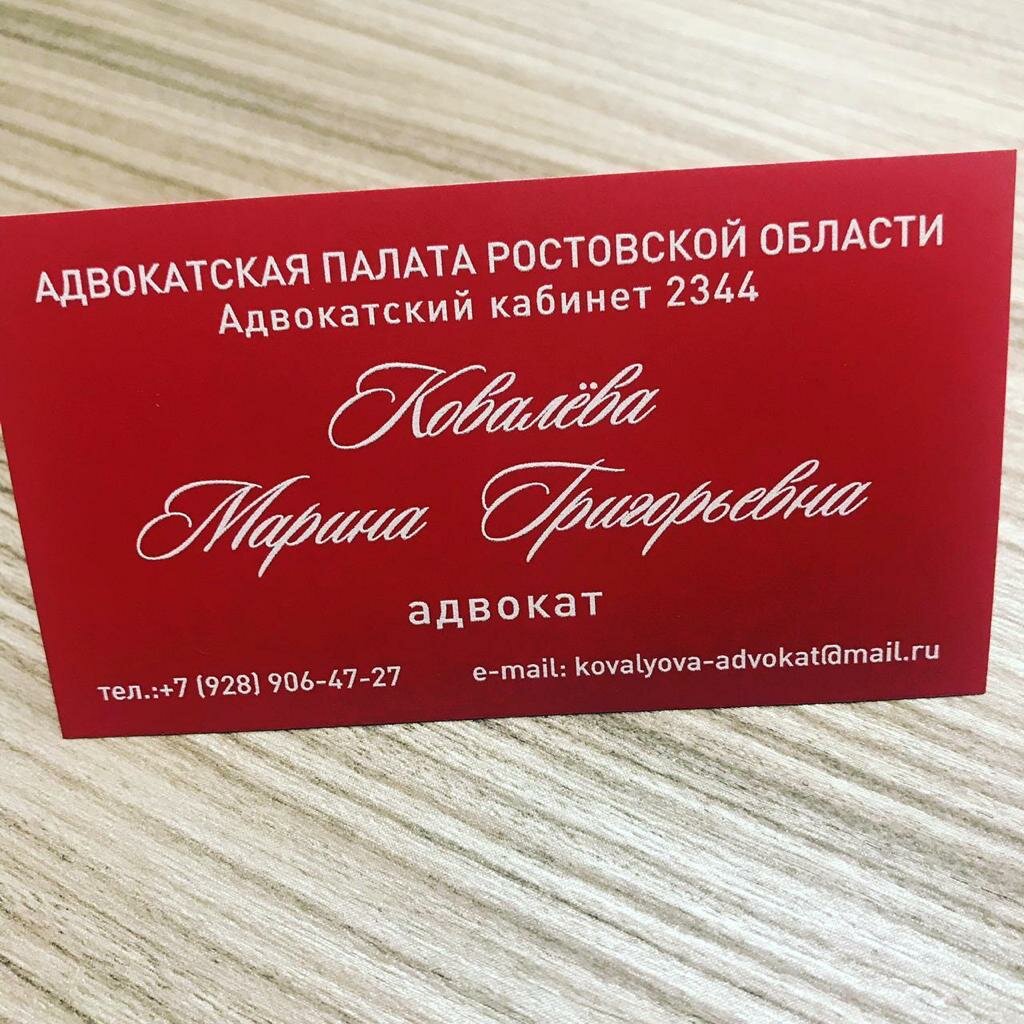 АДВОКАТСКАЯ ПАЛАТА РОСТОВСКОЙ ОБЛАСТИ
Адвокатский кабинет 2344
Ковалёва
Марина Григорьевна
адвокат
тел.:+7 (928) 906-47-27 e-mail: kovalyova-advokat@mail.ru